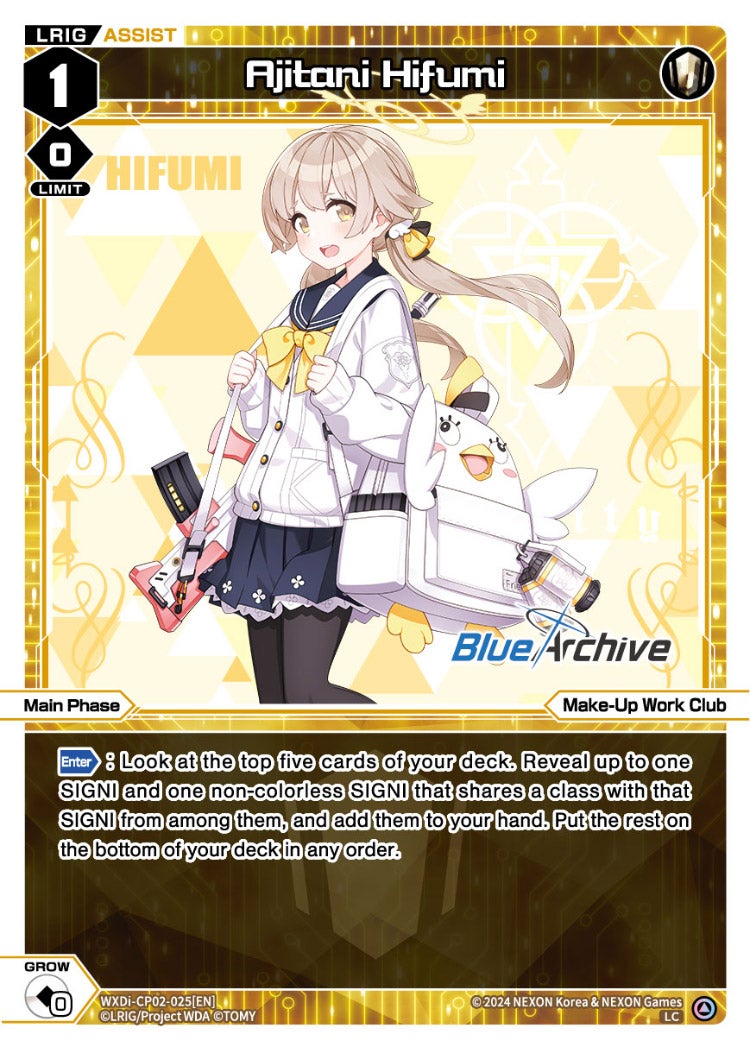 LRIG ASSIST
Ajitani Hifumi
1
0
LIMIT
HIFUMI
Blue Archive
Main Phase
Make-Up Work Club
Enter : Look at the top five cards of your deck. Reveal up to one
SIGNI and one non-colorless SIGNI that shares a class with that
SIGNI from among them, and add them to your hand. Put the rest on
the bottom of your deck in any order.
GROW
0
WXDi-CP02-025[EN]
©LRIG/Project WDA ©TOMY
©2024 NEXON Korea & NEXON Games
LC